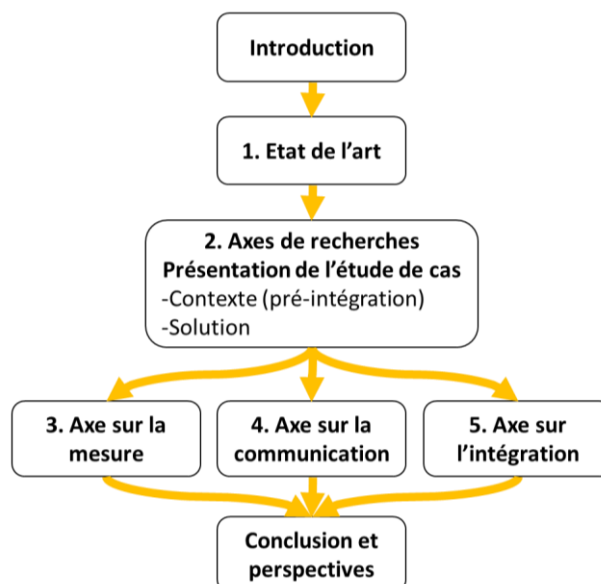 Introduction
1. Etat de l'art
2. Axes de recherches
Présentation de l'étude de cas
-Contexte (pré-intégration)
-Solution
3. Axe sur la
mesure
4. Axe sur la
communication
5. Axe sur
l'intégration
Conclusion et
perspectives